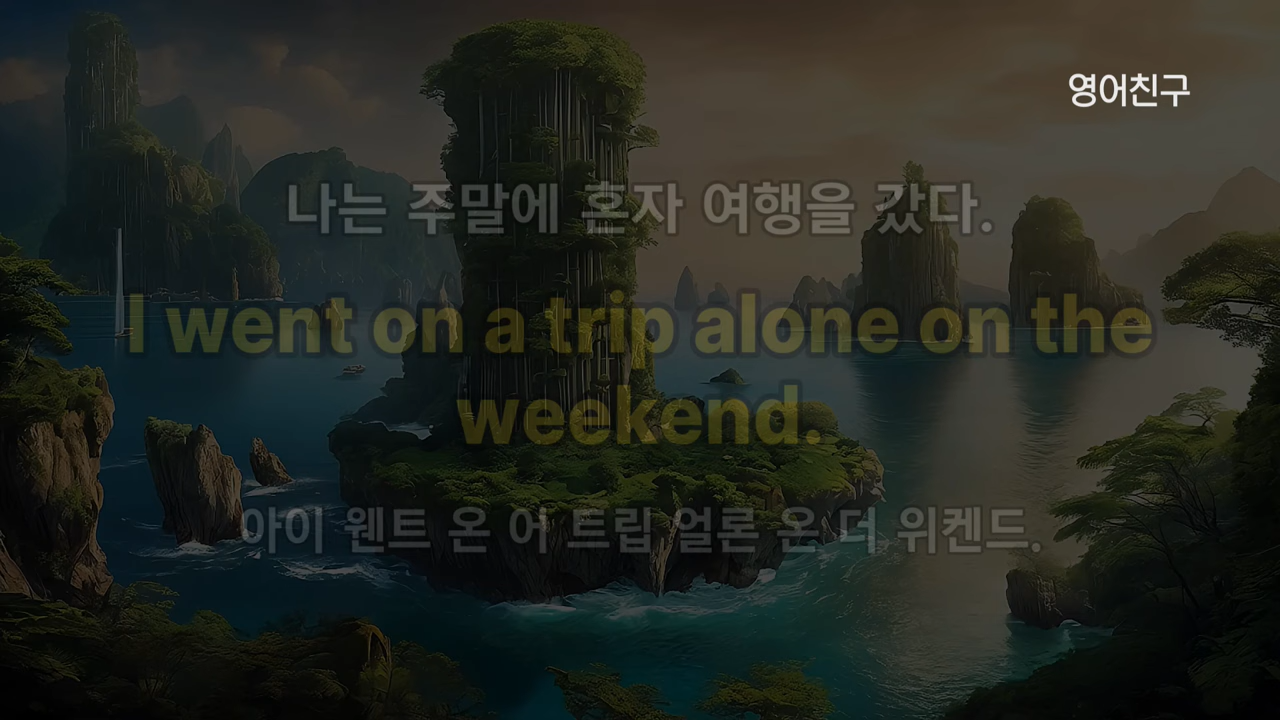 영어친구
나는 주말에 혼자 여행을 갔다.
I went on a trip alone on the
weekend.
아이 웬트 온 어 트립 얼론 온 더 위켄드.